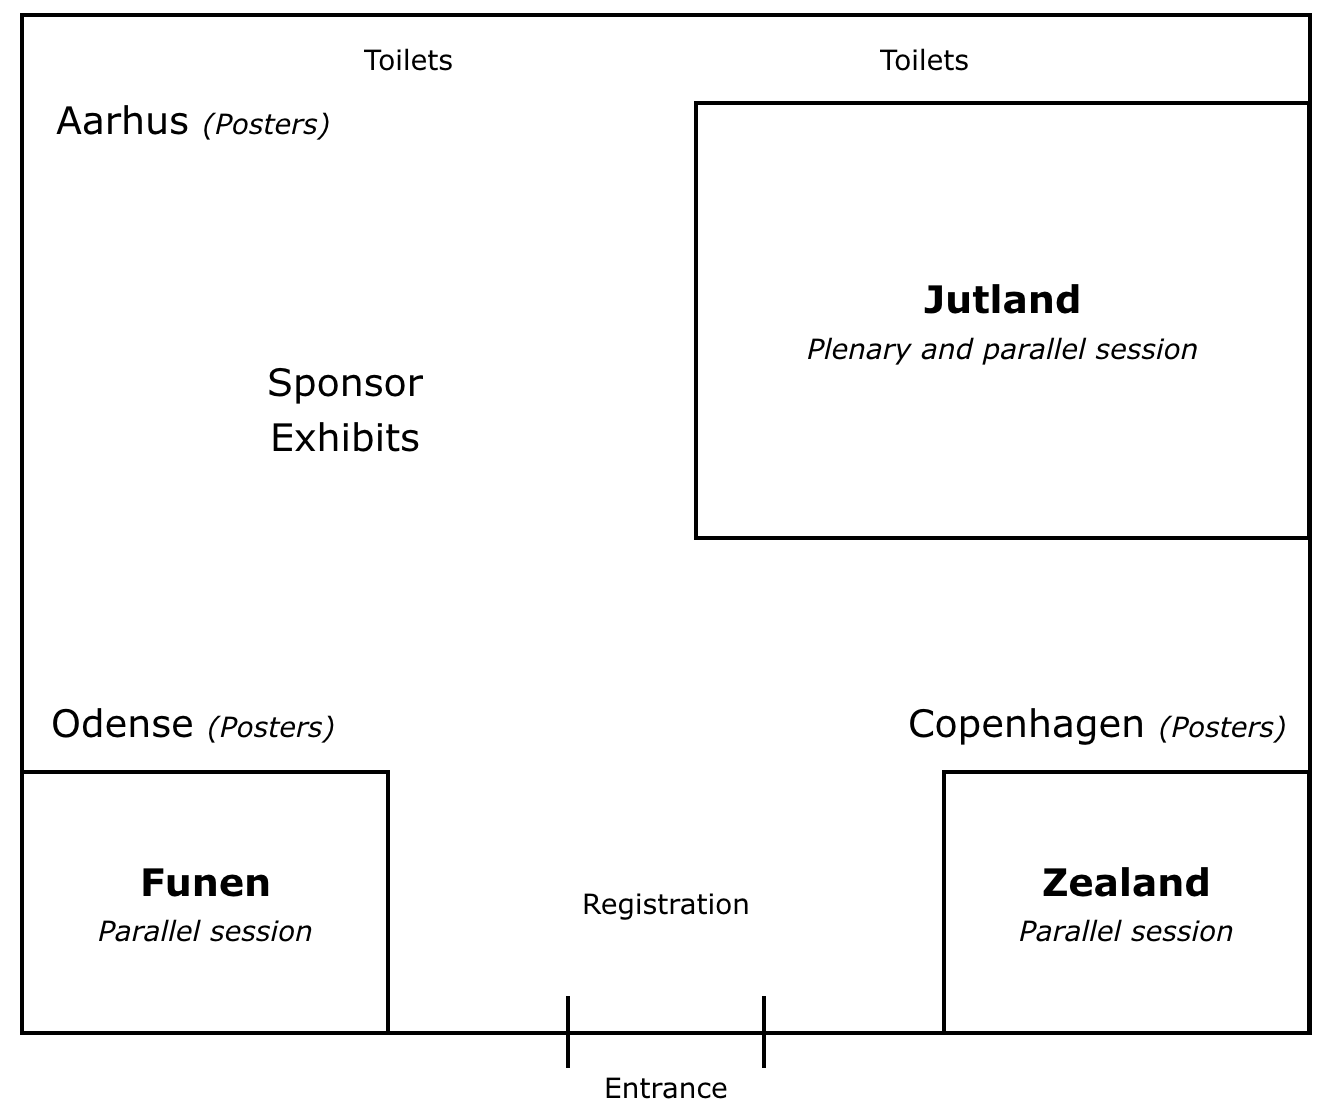 Toilets
Toilets
Aarhus (Posters)
Jutland
Plenary and parallel session
Sponsor
Exhibits
Odense (Posters)
Copenhagen (Posters)
Funen
Parallel session
Registration
Zealand
Parallel session
Entrance